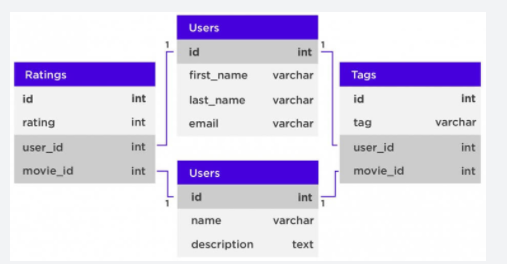 Users
1
1
id int
first_name varchar
last_name varchar
email varchar
Ratings
id int
rating int
user_id int
movie_id int
Tags
id int
tag varchar
user_id int
movie_id int
Users
1
1
id int
name varchar
description text